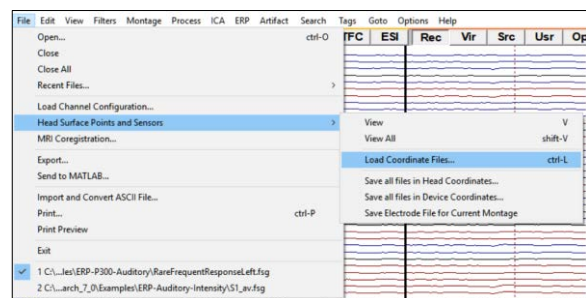 File Edit View Filters Montage Process ICA ERP Artifact Search Tags Goto Options Help
Open... ctrl-O
TFC ESI Rec Vir Src Usr Op
Close
Close All
Recent Files...
Load Channel Configuration...
Head Surface Points and Sensors
View V
MRI Coregistration...
View All shift-V
Export...
Load Coordinate Files... ctrl-L
Send to MATLAB...
Save all files in Head Coordinates...
Import and Convert ASCII File...
Save all files in Device Coordinates...
Print... ctrl-P
Save Electrode File for Current Montage
Print Preview
Exit
1 C:\...les\ERP-P300-Auditory\RareFrequentResponseLeft.fsg
2 C:\...arch_7_0\Examples\ERP-Auditory-Intensity\S1_av.fsg